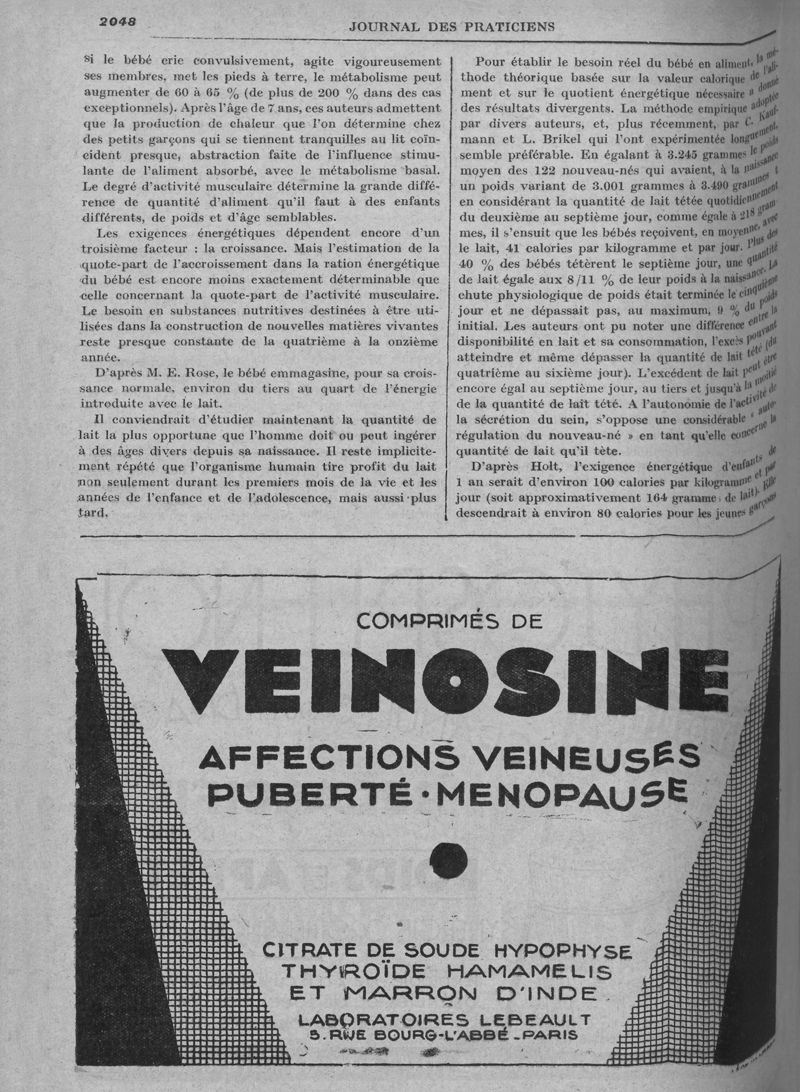 2048
JOURNAL DES PRATICIENS
si le bébé crie convulsivement, agite vigoureusement
ses membres, met les pieds à terre, le métabolisme peut
augmenter de 60 à 65 % (de plus de 200 % dans des cas
exceptionnels). Après l'âge de 7 ans, ces auteurs admettent
que la production de chaleur que l'on détermine chez
des petits garçons qui se tiennent tranquilles au lit coïn-
cident presque, abstraction faite de l'influence stimu-
lante de l'aliment absorbé, avec le métabolisme basal.
Le degré d'activité musculaire détermine la grande diffé-
rence de quantité d'aliment qu'il faut à des enfants
différents, de poids et d'âge semblables.
Les exigences énergétiques dépendent encore d'un
troisième facteur : la croissance. Mais l'estimation de la
quote-part de l'accroissement dans la ration énergétique
du bébé est encore moins exactement déterminable que
celle concernant la quote-part de l'activité musculaire.
Le besoin en substances nutritives destinées à être uti-
lisées dans la construction de nouvelles matières vivantes
reste presque constante de la quatrième à la onzième
année.
D'après M. E. Rose, le bébé emmagasine, pour sa crois-
sance normale, environ du tiers au quart de l'énergie
introduite avec le lait.
Il conviendrait d'étudier maintenant la quantité de
lait la plus opportune que l'homme doit ou peut ingérer
à des âges divers depuis sa naissance. Il reste implicite-
ment répété que l'organisme humain tire profit du lait
non seulement durant les premiers mois de la vie et les
années de l'enfance et de l'adolescence, mais aussi plus
tard.
Pour établir le besoin réel du bébé en aliment, la mé-
thode théorique basée sur la valeur calorique de l'ali-
ment et sur le quotient énergétique nécessaire a donné
des résultats divergents. La méthode empirique adoptée
par divers auteurs, et, plus récemment, par C. Kauf-
mann et L. Brikel qui l'ont expérimentée longuement,
semble préférable. En égalant à 3.245 grammes le poids
moyen des 122 nouveau-nés qui avaient, à la naissance
un poids variant de 3.001 grammes à 3.490 grammes et
en considérant la quantité de lait tétée quotidiennement
du deuxième au septième jour, comme égale à 218 gram-
mes, il s'ensuit que les bébés reçoivent, en moyenne, avec
le lait, 41 calories par kilogramme et par jour. Plus de
40 % des bébés tétèrent le septième jour, une quantité
de lait égale aux 8/11 % de leur poids à la naissance. La
chute physiologique de poids était terminée le cinquième
jour et ne dépassait pas, au maximum, 9 % du poids
initial. Les auteurs ont pu noter une différence entre la
disponibilité en lait et sa consommation, l'excès pouvant
atteindre et même dépasser la quantité de lait tété (du
quatrième au sixième jour). L'excédent de lait peut être
encore égal au septième jour, au tiers et jusqu'à la moitié
de la quantité de laît tété. A l'autonomie de l'activité de
la sécrétion du sein, s'oppose une considérable « auto-
régulation du nouveau-né » en tant qu'elle concerne la
quantité de lait qu'il tète.
D'après Holt, l'exigence énergétique d'enfants de
1 an serait d'environ 100 calories par kilogramme et par
jour (soit approximativement 164 gramme, de lait). Elle
descendrait à environ 80 calories pour les jeunes garçons
COMPRIMÉS DE
VEINOSINE
AFFECTIONS VEINEUSES
PUBERTÉ·MENOPAUSE
CITRATE DE SOUDE HYPOPHYSE
THYROÏDE HAMAMELIS
ET MARRON D'INDE
LABORATOIRES LEBEAULT
5. RUE BOURG-L'ABBÉ - PARIS